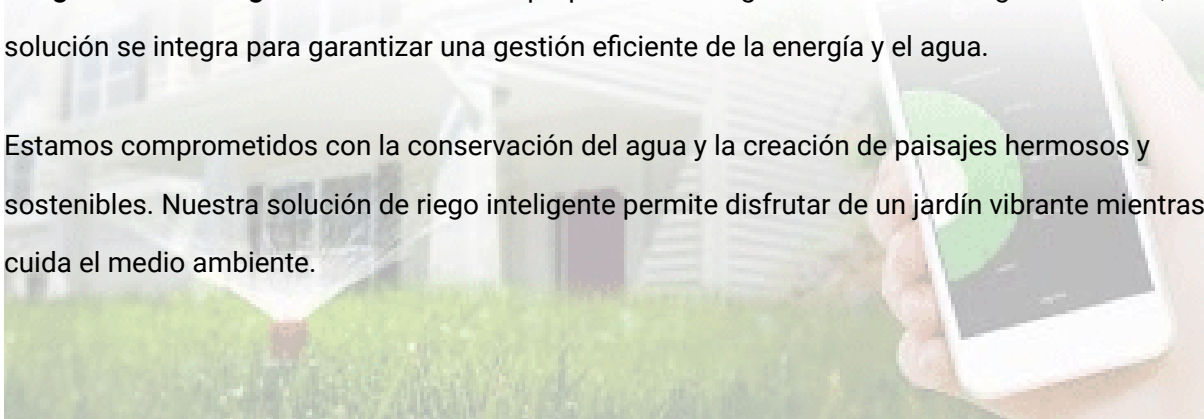 solución se integra para garantizar una gestión eficiente de la energía y el agua.
Estamos comprometidos con la conservación del agua y la creación de paisajes hermosos y
sostenibles. Nuestra solución de riego inteligente permite disfrutar de un jardín vibrante mientras
cuida el medio ambiente.